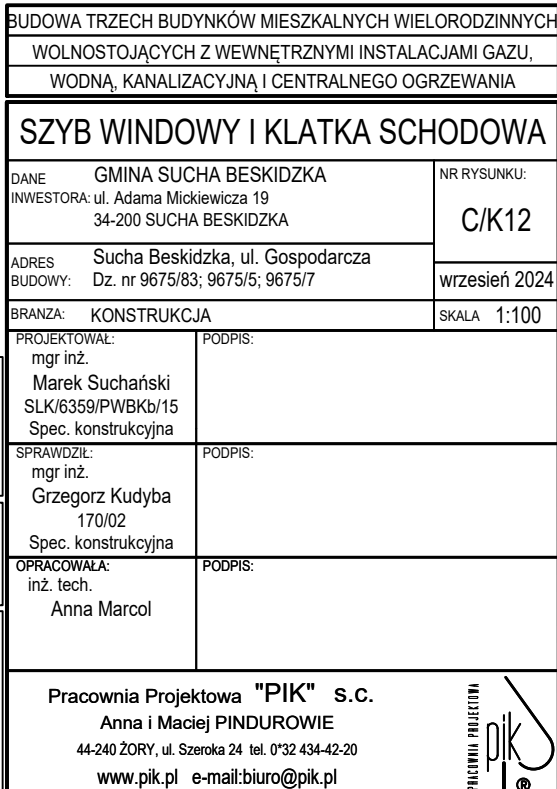 BUDOWA TRZECH BUDYNKÓW MIESZKALNYCH WIELORODZINNYCH
WOLNOSTOJĄCYCH Z WEWNĘTRZNYMI INSTALACJAMI GAZU,
WODNĄ, KANALIZACYJNĄ I CENTRALNEGO OGRZEWANIA
SZYB WINDOWY I KLATKA SCHODOWA
DANE INWESTORA:
GMINA SUCHA BESKIDZKA
ul. Adama Mickiewicza 19
34-200 SUCHA BESKIDZKA
NR RYSUNKU:
C/K12
ADRES BUDOWY:
Sucha Beskidzka, ul. Gospodarcza
Dz. nr 9675/83; 9675/5; 9675/7
wrzesień 2024
BRANZA: KONSTRUKCJA
SKALA 1:100
PROJEKTOWAŁ:
mgr inż.
Marek Suchański
SLK/6359/PWBKb/15
Spec. konstrukcyjna
PODPIS:
SPRAWDZIŁ:
mgr inż.
Grzegorz Kudyba
170/02
Spec. konstrukcyjna
PODPIS:
OPRACOWAŁA:
inż. tech.
Anna Marcol
PODPIS:
Pracownia Projektowa "PIK" s.c.
Anna i Maciej PINDUROWIE
44-240 ŻORY, ul. Szeroka 24 tel. 0*32 434-42-20
www.pik.pl e-mail:biuro@pik.pl
PRACOWNIA PROJEKTOWA
pik
®